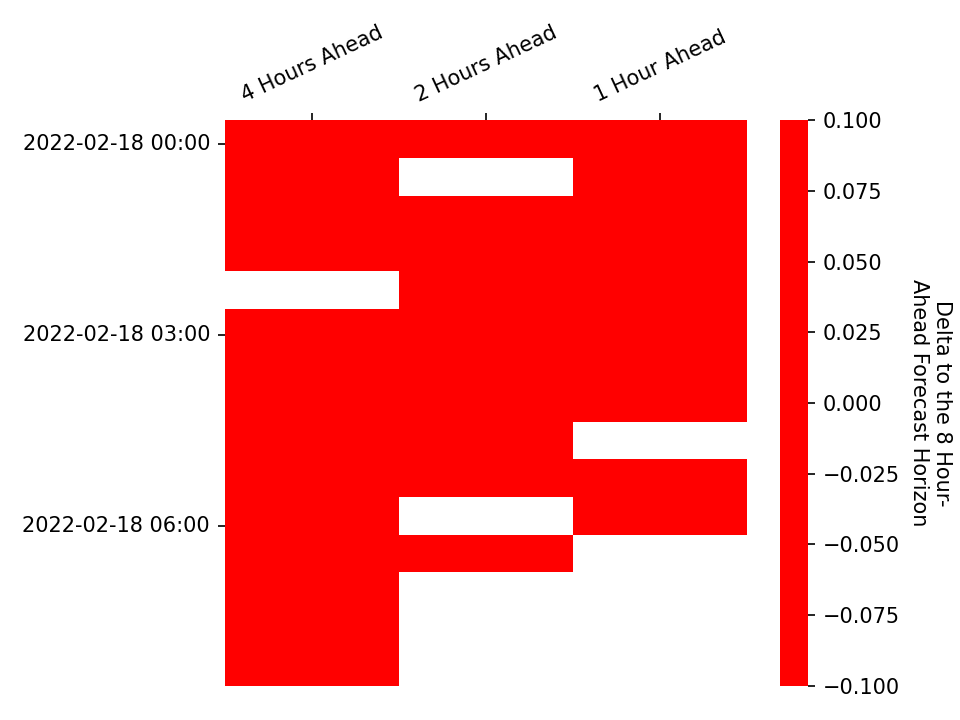 4 Hours Ahead
2 Hours Ahead
1 Hour Ahead
2022-02-18 00:00
2022-02-18 03:00
2022-02-18 06:00
0.100
0.075
0.050
0.025
0.000
−0.025
−0.050
−0.075
−0.100
Delta to the 8 Hour-
Ahead Forecast Horizon